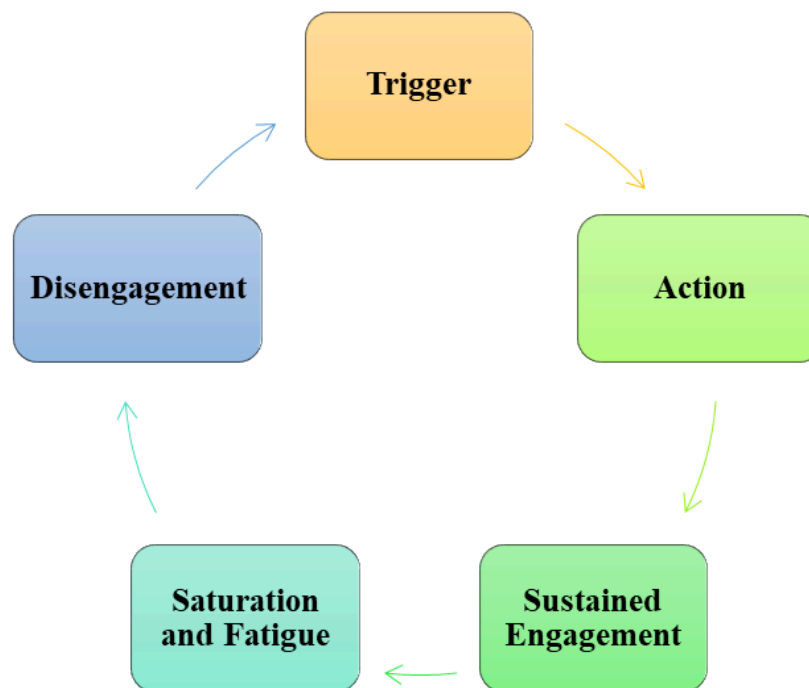 Trigger
Action
Sustained
Engagement
Saturation
and Fatigue
Disengagement